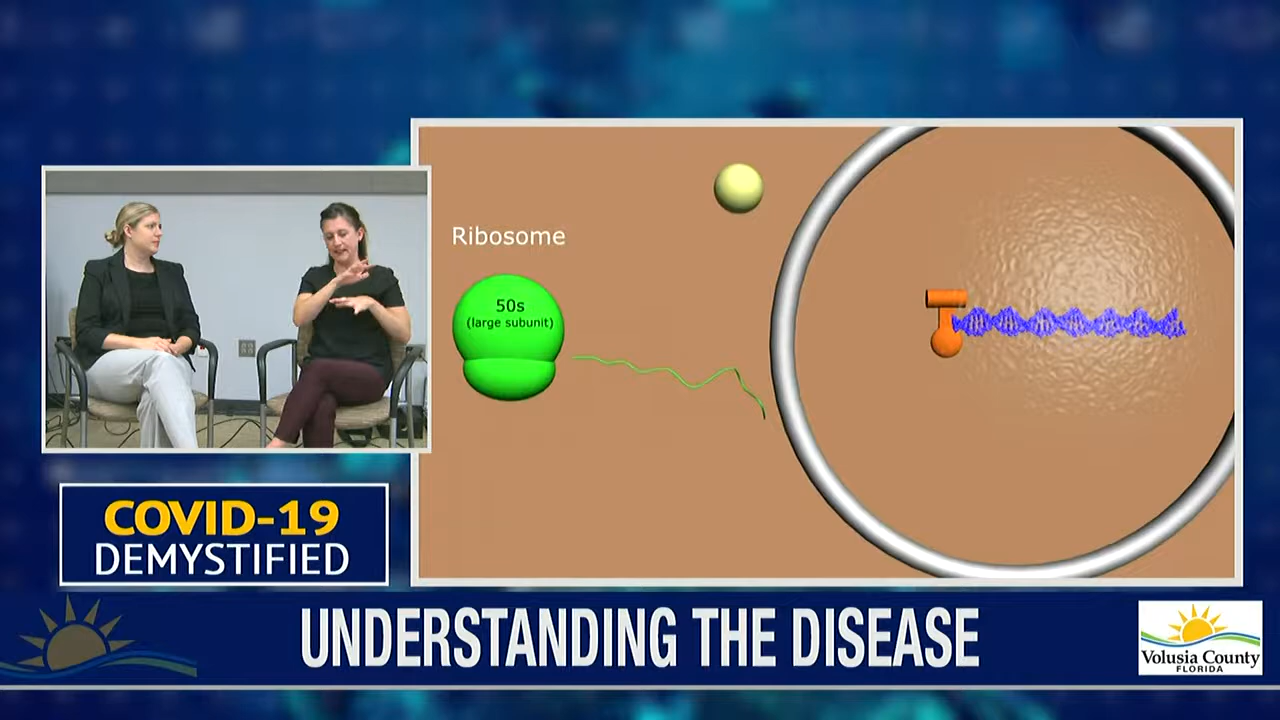 Ribosome
50s
(large subunit)
COVID-19
DEMYSTIFIED
UNDERSTANDING THE DISEASE
Volusia County
FLORIDA